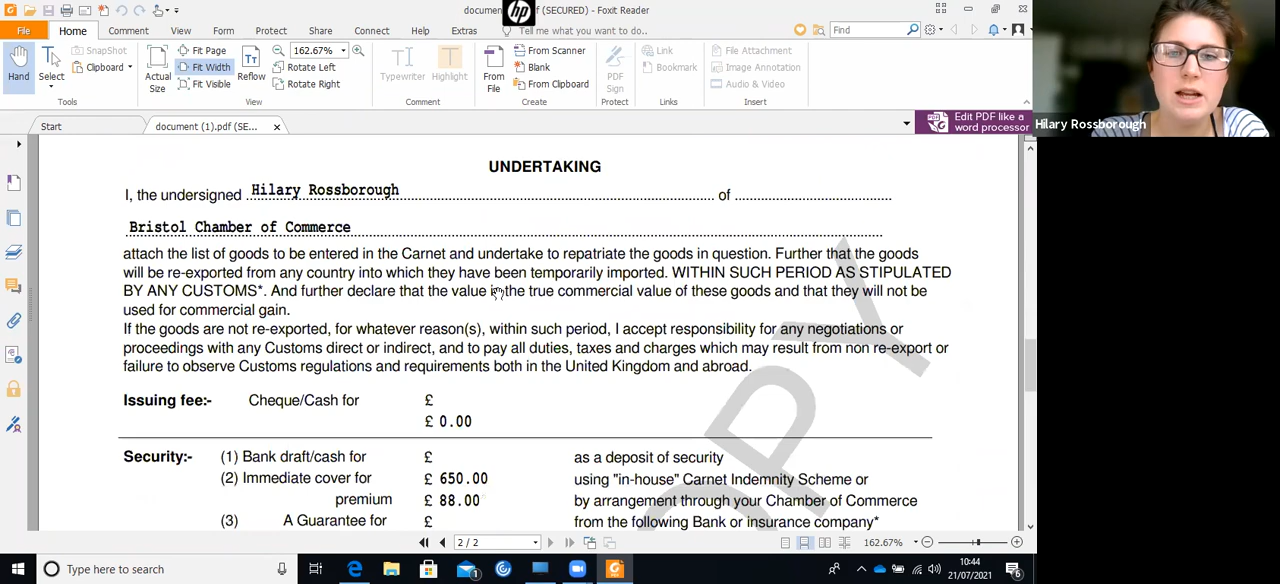 docume
(SECURED) - Foxit Reader
File Home Comment View Form Protect Share Connect Help Extras Tell me what you want to do.. Find
Hand
Select
SnapShot
Clipboard
Tools
Actual Size
Fit Page
Fit Width
Fit Visible
Reflow
162.67%
Rotate Left
Rotate Right
View
Typewriter
Highlight
Comment
From File
From Scanner
Blank
From Clipboard
Create
PDF Sign
Protect
Link
Bookmark
Links
File Attachment
Image Annotation
Audio & Video
Insert
Start
document (1).pdf (SE...
Edit PDF like a
word processor
Hilary Rossborough
UNDERTAKING
I, the undersigned Hilary Rossborough of
Bristol Chamber of Commerce
attach the list of goods to be entered in the Carnet and undertake to repatriate the goods in question. Further that the goods
will be re-exported from any country into which they have been temporarily imported. WITHIN SUCH PERIOD AS STIPULATED
BY ANY CUSTOMS*. And further declare that the value is the true commercial value of these goods and that they will not be
used for commercial gain.
If the goods are not re-exported, for whatever reason(s), within such period, I accept responsibility for any negotiations or
proceedings with any Customs direct or indirect, and to pay all duties, taxes and charges which may result from non re-export or
failure to observe Customs regulations and requirements both in the United Kingdom and abroad.
Issuing fee:- Cheque/Cash for £
£ 0.00
Security:- (1) Bank draft/cash for £ as a deposit of security
(2) Immediate cover for £ 650.00 using "in-house" Carnet Indemnity Scheme or
premium £ 88.00 by arrangement through your Chamber of Commerce
(3) A Guarantee for £ from the following Bank or insurance company*
OPY
2 / 2
162.67%
Type here to search
10:44
21/07/2021